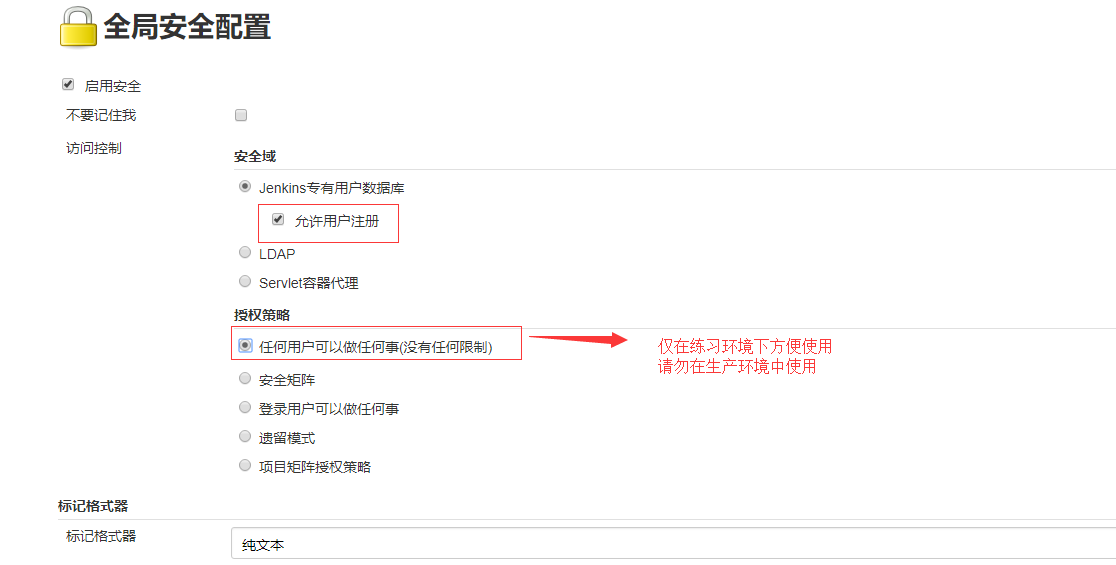 全局安全配置
启用安全
不要记住我
访问控制
安全域
Jenkins专有用户数据库
允许用户注册
LDAP
Servlet容器代理
授权策略
任何用户可以做任何事(没有任何限制)
仅在练习环境下方便使用
请勿在生产环境中使用
安全矩阵
登录用户可以做任何事
遗留模式
项目矩阵授权策略
标记格式器
标记格式器
纯文本